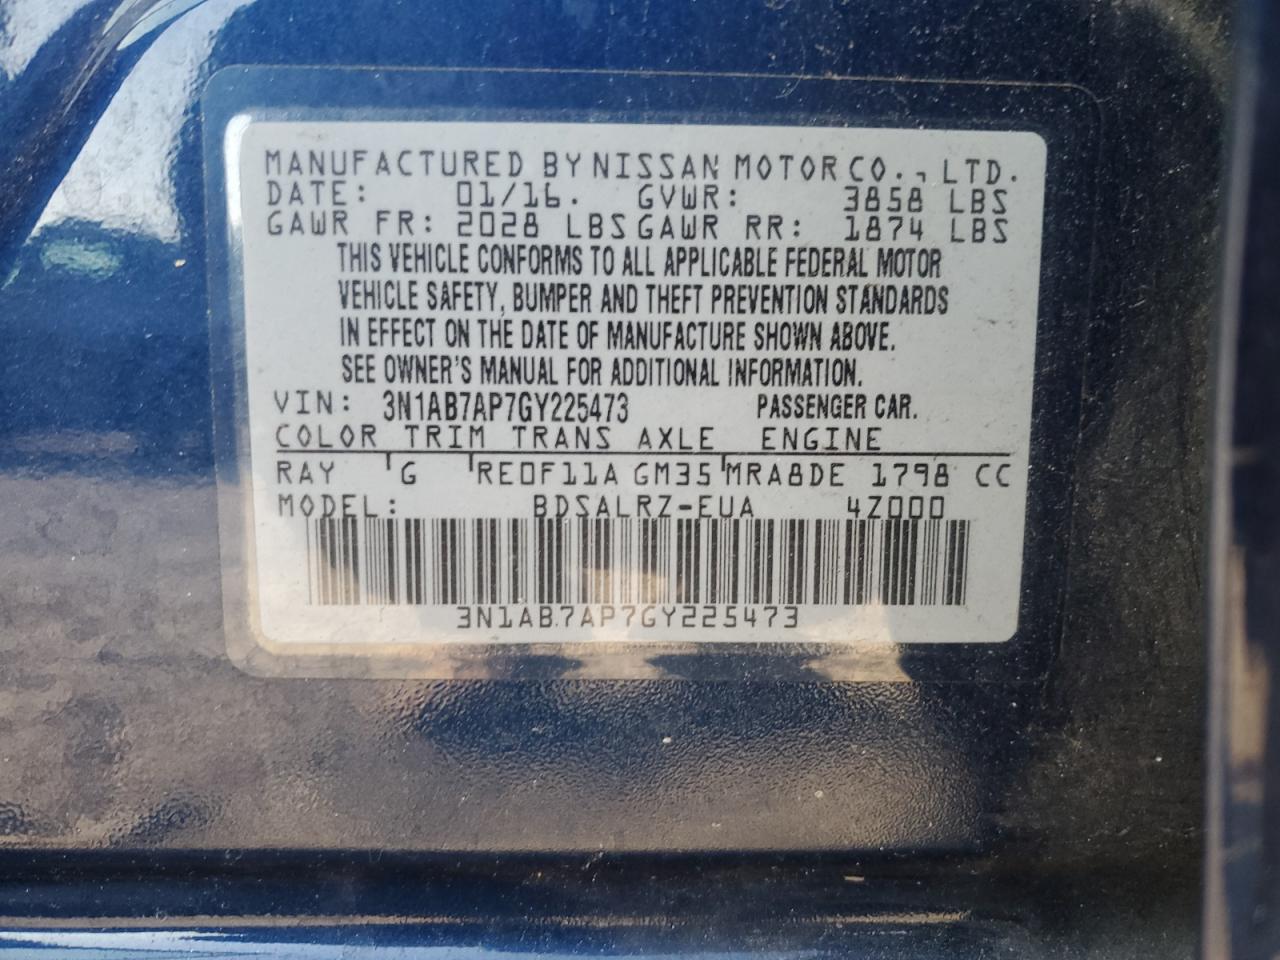 MANUFACTURED BY NISSAN MOTOR CO., LTD.
DATE: 01/16. GVWR: 3858 LBS
GAWR FR: 2028 LBS GAWR RR: 1874 LBS
THIS VEHICLE CONFORMS TO ALL APPLICABLE FEDERAL MOTOR
VEHICLE SAFETY, BUMPER AND THEFT PREVENTION STANDARDS
IN EFFECT ON THE DATE OF MANUFACTURE SHOWN ABOVE.
SEE OWNER'S MANUAL FOR ADDITIONAL INFORMATION.
VIN: 3N1AB7AP7GY225473 PASSENGER CAR.
COLOR TRIM TRANS AXLE ENGINE
RAY G RE0F11A GM35 MRA8DE 1798 CC
MODEL: BDSALRZ-EUA 4Z000
3N1AB7AP7GY225473